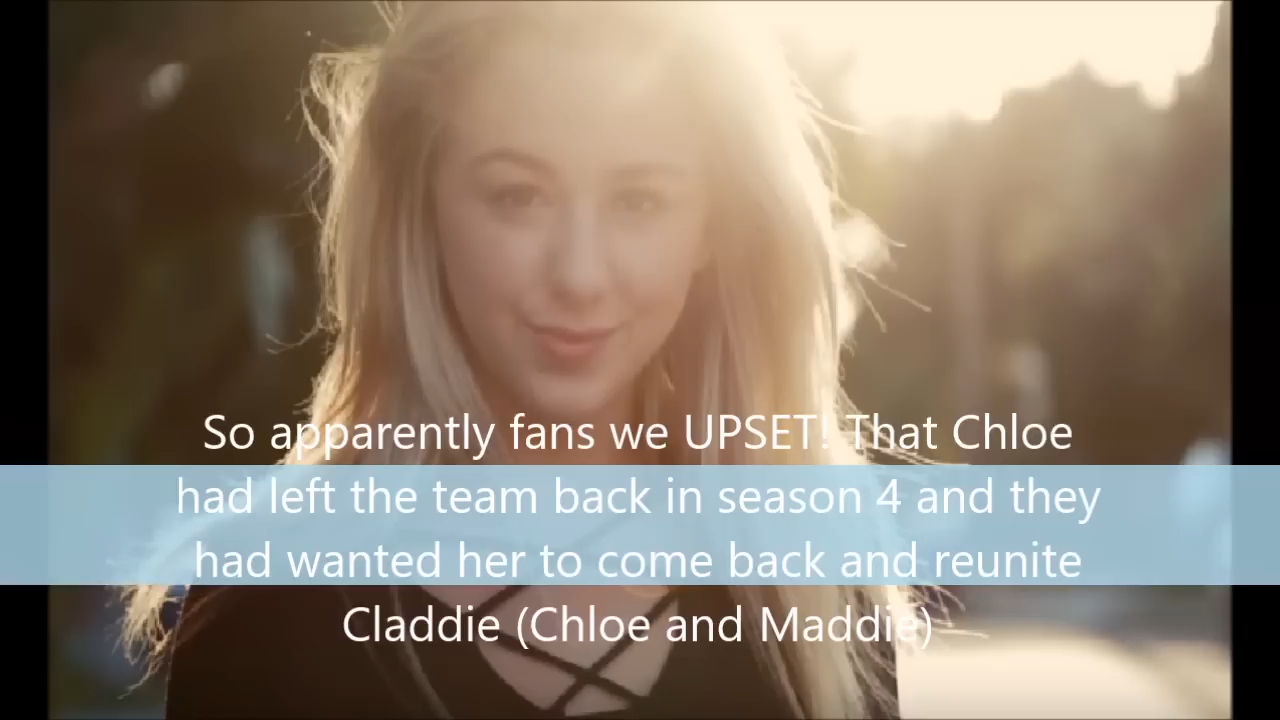 So apparently fans we UPSET! That Chloe
had left the team back in season 4 and they
had wanted her to come back and reunite
Claddie (Chloe and Maddie)